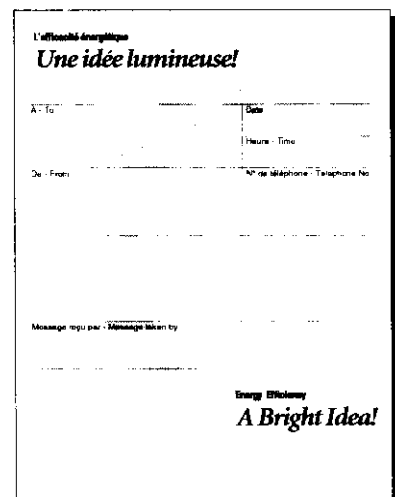 L'efficacité énergétique
Une idée lumineuse!
A - To
Date
Heure - Time
De - From
N° de téléphone - Telephone No
Message reçu par - Message taken by
Energy Efficiency
A Bright Idea!